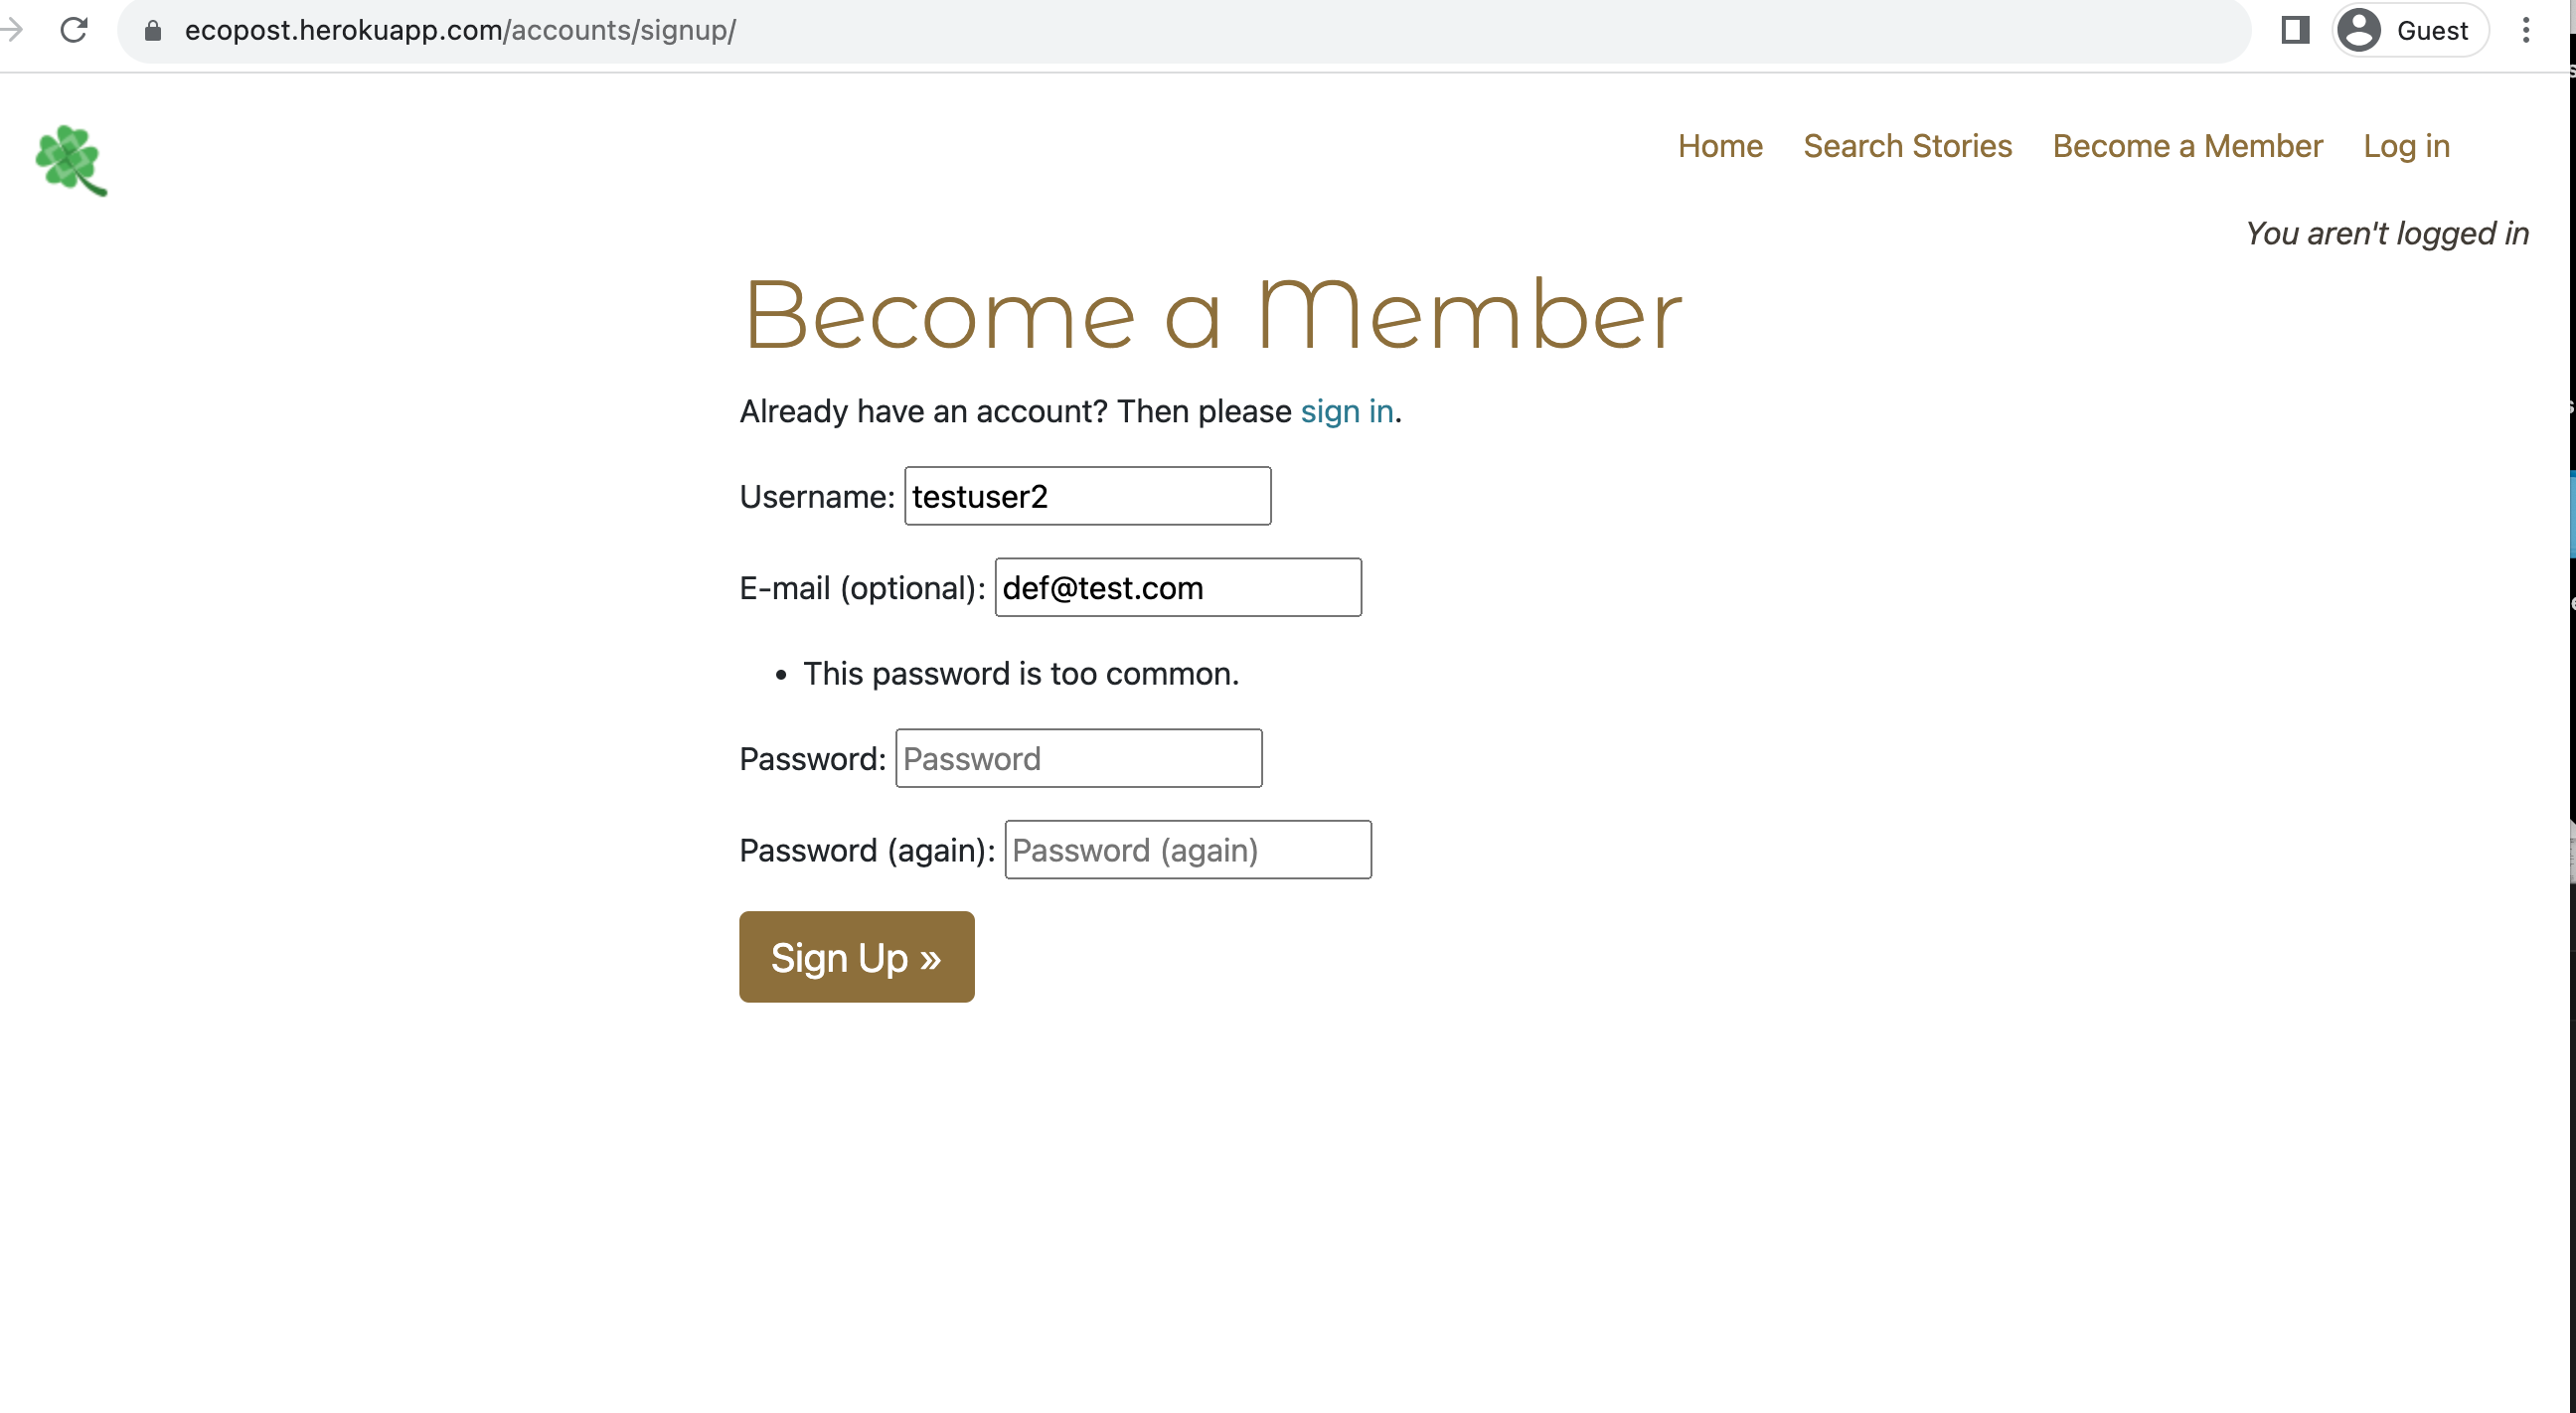 ecopost.herokuapp.com/accounts/signup/
Guest
Home Search Stories Become a Member Log in
You aren't logged in
Become a Member
Already have an account? Then please sign in.
Username: testuser2
E-mail (optional): def@test.com
• This password is too common.
Password: Password
Password (again): Password (again)
Sign Up »